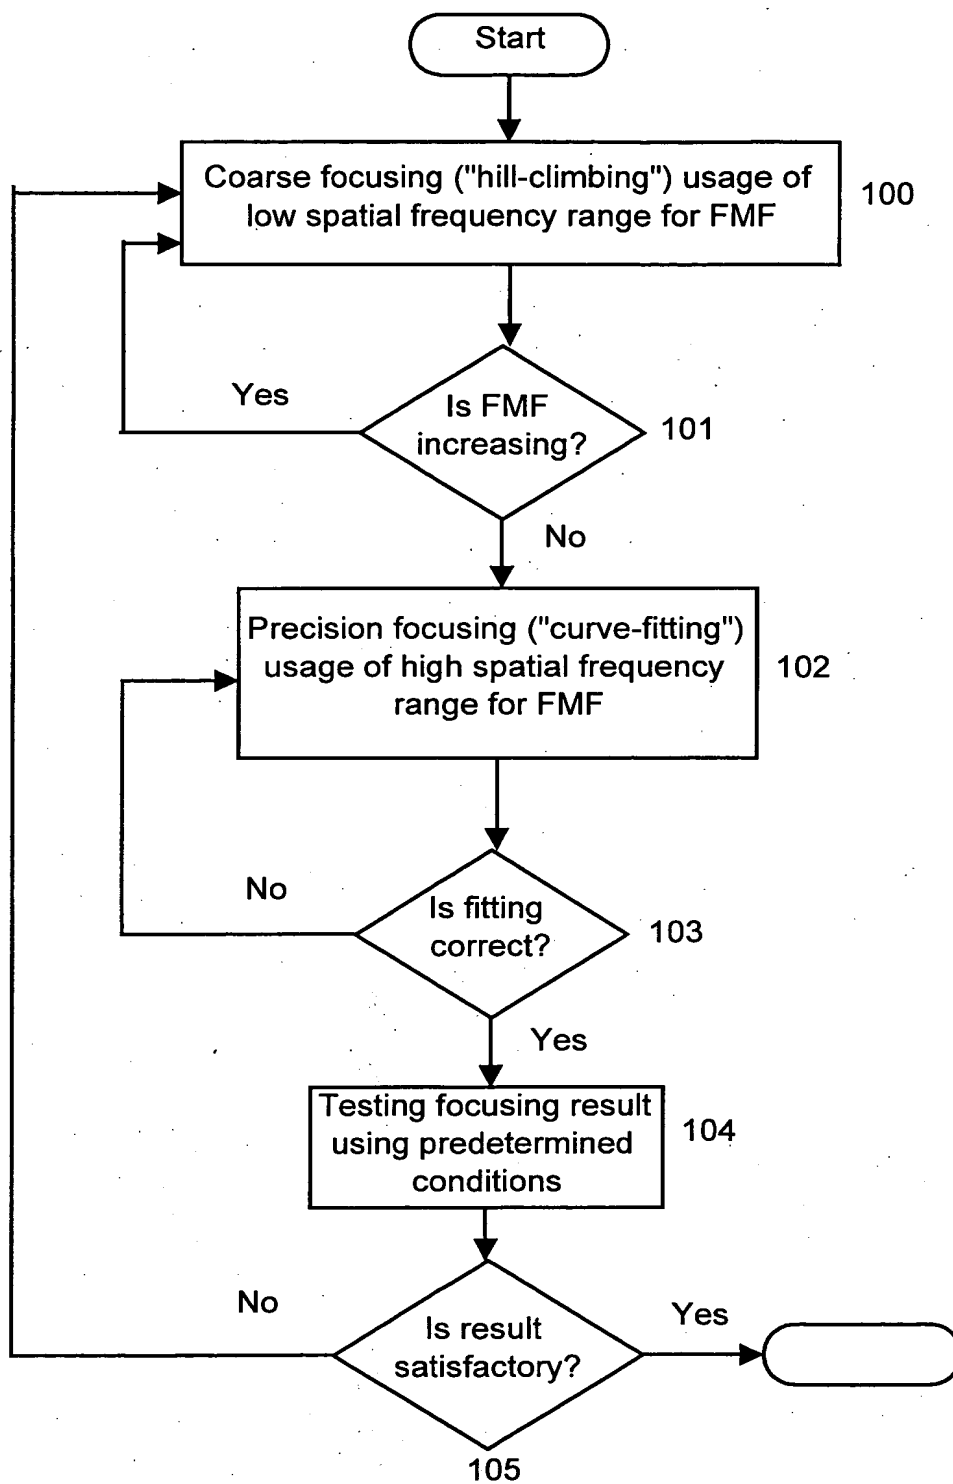 Start
Coarse focusing ("hill-climbing") usage of
low spatial frequency range for FMF
100
Yes
Is FMF
increasing?
101
No
Precision focusing ("curve-fitting")
usage of high spatial frequency
range for FMF
102
No
Is fitting
correct?
103
Yes
Testing focusing result
using predetermined
conditions
104
No
Is result
satisfactory?
Yes
105